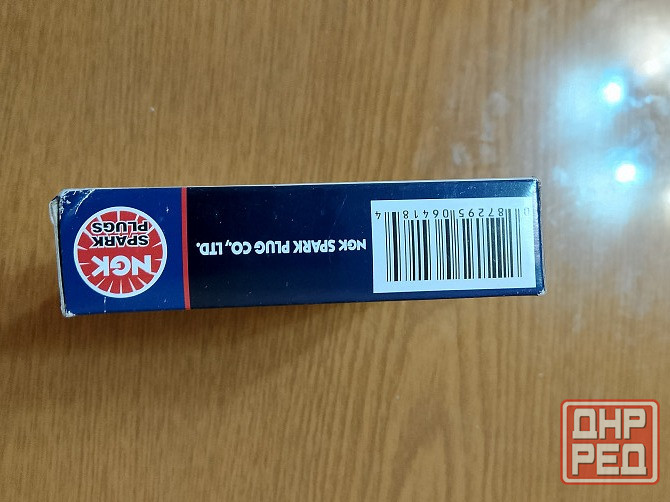 NGK
SPARK
PLUGS
NGK SPARK PLUG CO., LTD.
0 87295 06418 4
ДНР
РЕД